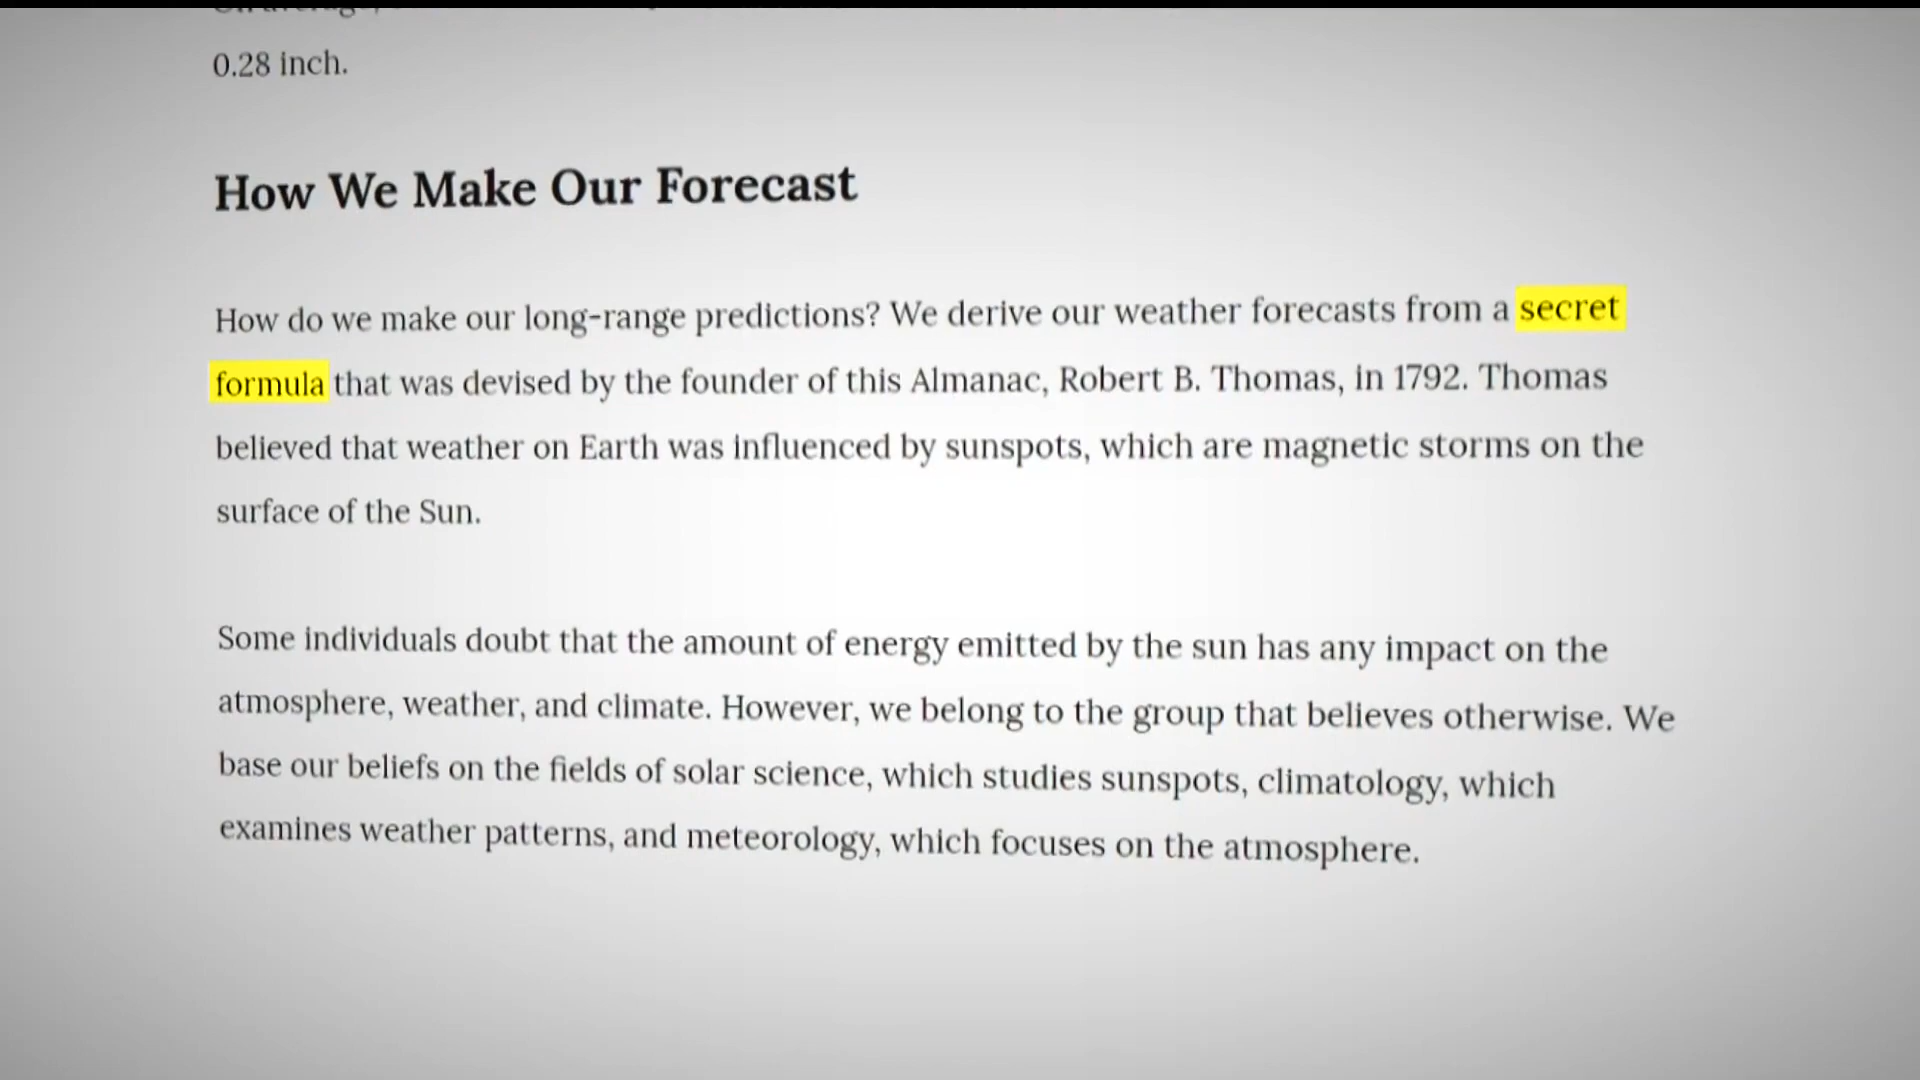 0.28 inch.
How We Make Our Forecast
How do we make our long-range predictions? We derive our weather forecasts from a secret
formula that was devised by the founder of this Almanac, Robert B. Thomas, in 1792. Thomas
believed that weather on Earth was influenced by sunspots, which are magnetic storms on the
surface of the Sun.
Some individuals doubt that the amount of energy emitted by the sun has any impact on the
atmosphere, weather, and climate. However, we belong to the group that believes otherwise. We
base our beliefs on the fields of solar science, which studies sunspots, climatology, which
examines weather patterns, and meteorology, which focuses on the atmosphere.